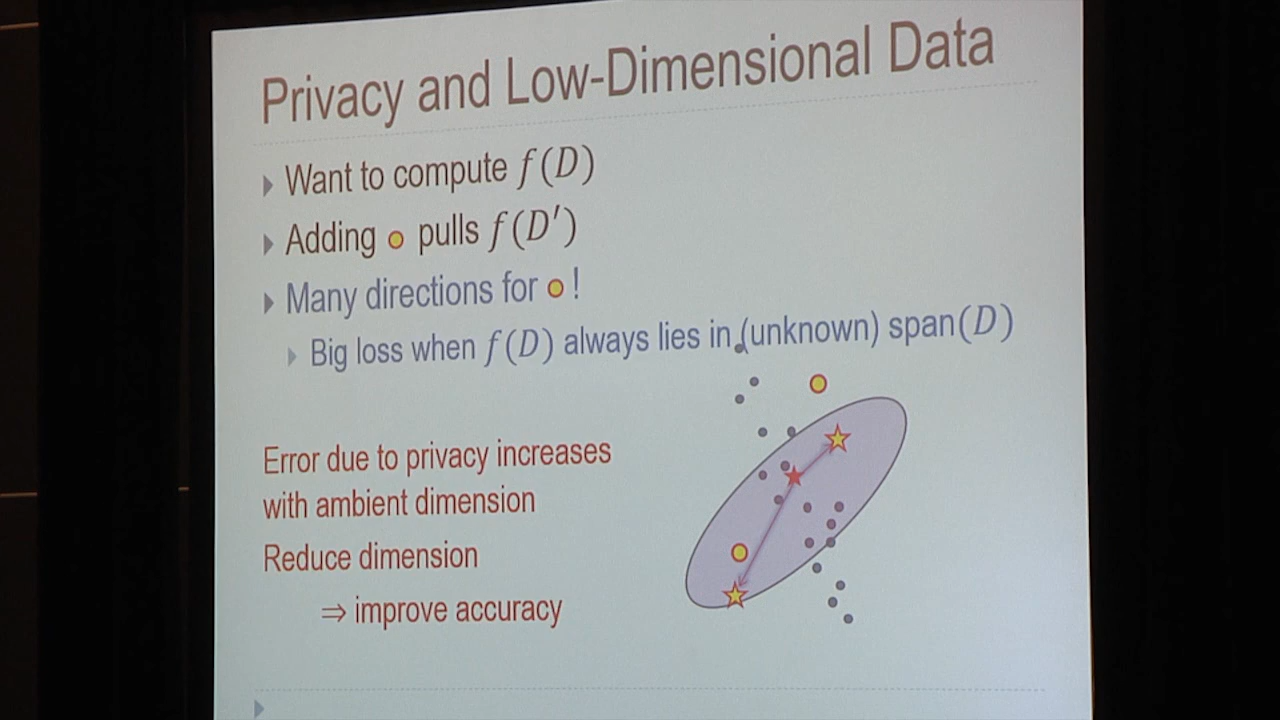 Privacy and Low-Dimensional Data
Want to compute f(D)
Adding pulls f(D′)
Many directions for !
Big loss when f(D) always lies in (unknown) span(D)
Error due to privacy increases
with ambient dimension
Reduce dimension
⇒ improve accuracy